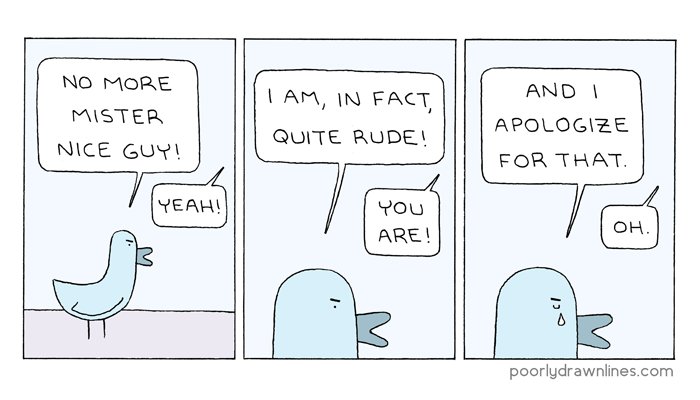 NO MORE
MISTER
NICE GUY!
YEAH!
I AM, IN FACT,
QUITE RUDE!
YOU
ARE!
AND I
APOLOGIZE
FOR THAT.
OH.
poorlydrawnlines.com